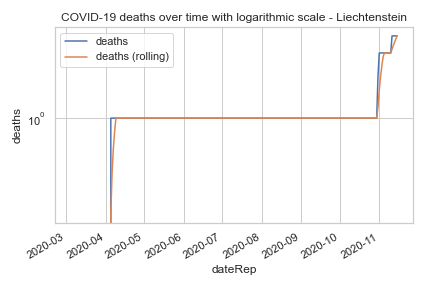 COVID-19 deaths over time with logarithmic scale - Liechtenstein
deaths
deaths (rolling)
deaths
10⁰
2020-03
2020-04
2020-05
2020-06
2020-07
2020-08
2020-09
2020-10
2020-11
dateRep